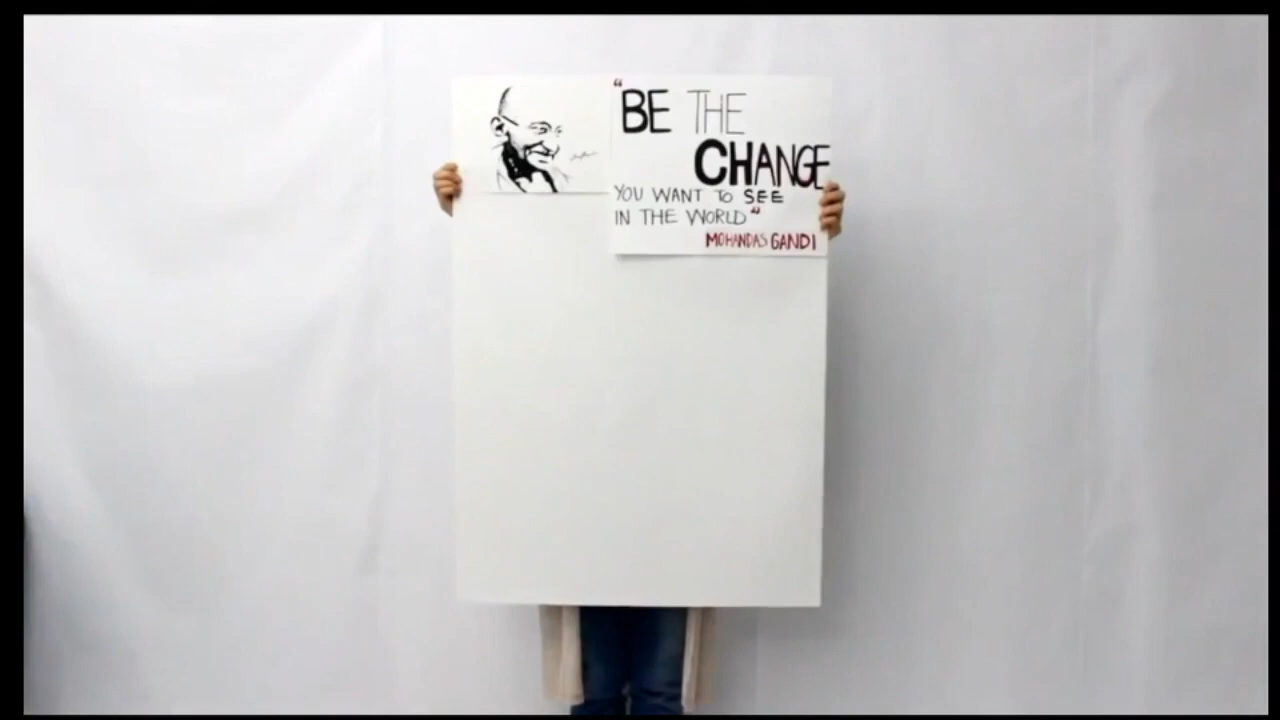 "BE THE
CHANGE
YOU WANT TO SEE
IN THE WORLD"
MOHANDAS GANDI